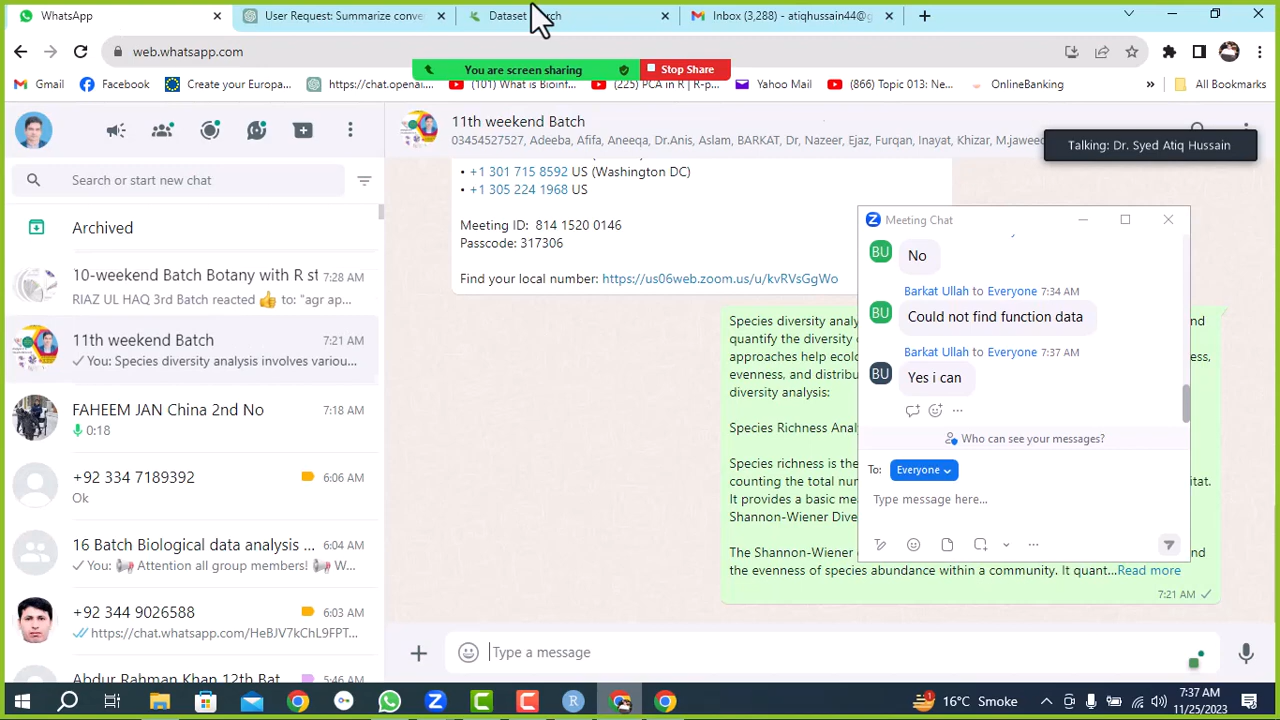 WhatsApp
User Request: Summarize conve
Dataset
rch
Inbox (3,288) - atiqhussain44@g
web.whatsapp.com
You are screen sharing
Stop Share
Gmail
Facebook
Create your Europa...
https://chat.openai....
(101) What is Bioinf...
(225) PCA in R | R-p...
Yahoo Mail
(866) Topic 013: Ne...
OnlineBanking
»
All Bookmarks
11th weekend Batch
03454527527, Adeeba, Afifa, Aneeqa, Dr.Anis, Aslam, BARKAT, Dr, Nazeer, Ejaz, Furqan, Inayat, Khizar, M.jaweed
Talking: Dr. Syed Atiq Hussain
Search or start new chat
Archived
10-weekend Batch Botany with R st
7:28 AM
RIAZ UL HAQ 3rd Batch reacted 👍 to: "agr ap...
11th weekend Batch
7:21 AM
You: Species diversity analysis involves variou...
FAHEEM JAN China 2nd No
7:18 AM
0:18
+92 334 7189392
6:06 AM
Ok
16 Batch Biological data analysis ...
6:04 AM
You: 📢 Attention all group members! 📢 W...
+92 344 9026588
6:03 AM
https://chat.whatsapp.com/HeBJV7kChL9FPT...
Abdur Rahman Khan 12th Bat
5:46 AM
• +1 301 715 8592 US (Washington DC)
• +1 305 224 1968 US
Meeting ID: 814 1520 0146
Passcode: 317306
Find your local number: https://us06web.zoom.us/u/kvRVsGgWo
Species diversity analy
nd
quantify the diversity o
approaches help ecolo
ess,
evenness, and distribu
diversity analysis:
Species Richness Anal
Species richness is the
counting the total num
itat.
It provides a basic me
Shannon-Wiener Dive
The Shannon-Wiener
nd
the evenness of species abundance within a community. It quant...Read more
7:21 AM
Meeting Chat
BU
No
Barkat Ullah to Everyone 7:34 AM
BU
Could not find function data
Barkat Ullah to Everyone 7:37 AM
BU
Yes i can
Who can see your messages?
To:
Everyone
Type message here...
Type a message
16°C Smoke
7:37 AM
11/25/2023